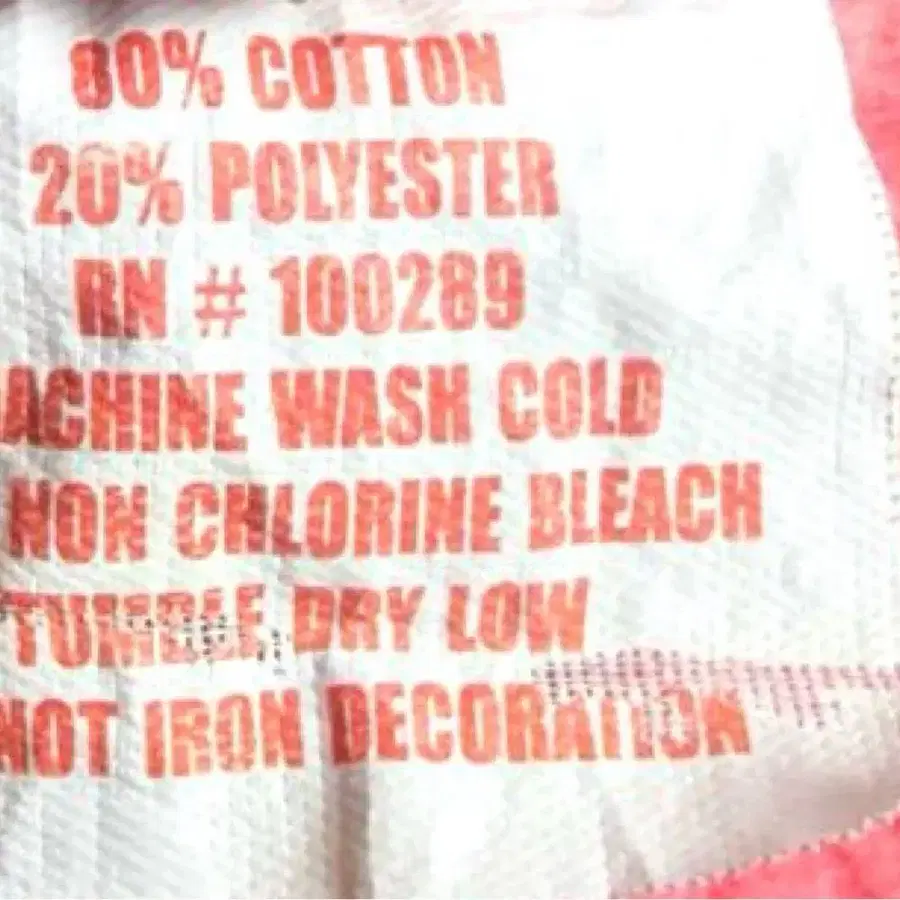 80% COTTON
20% POLYESTER
RN # 100289
ACHINE WASH COLD
NON CHLORINE BLEACH
TUMBLE DRY LOW
NOT IRON DECORATION